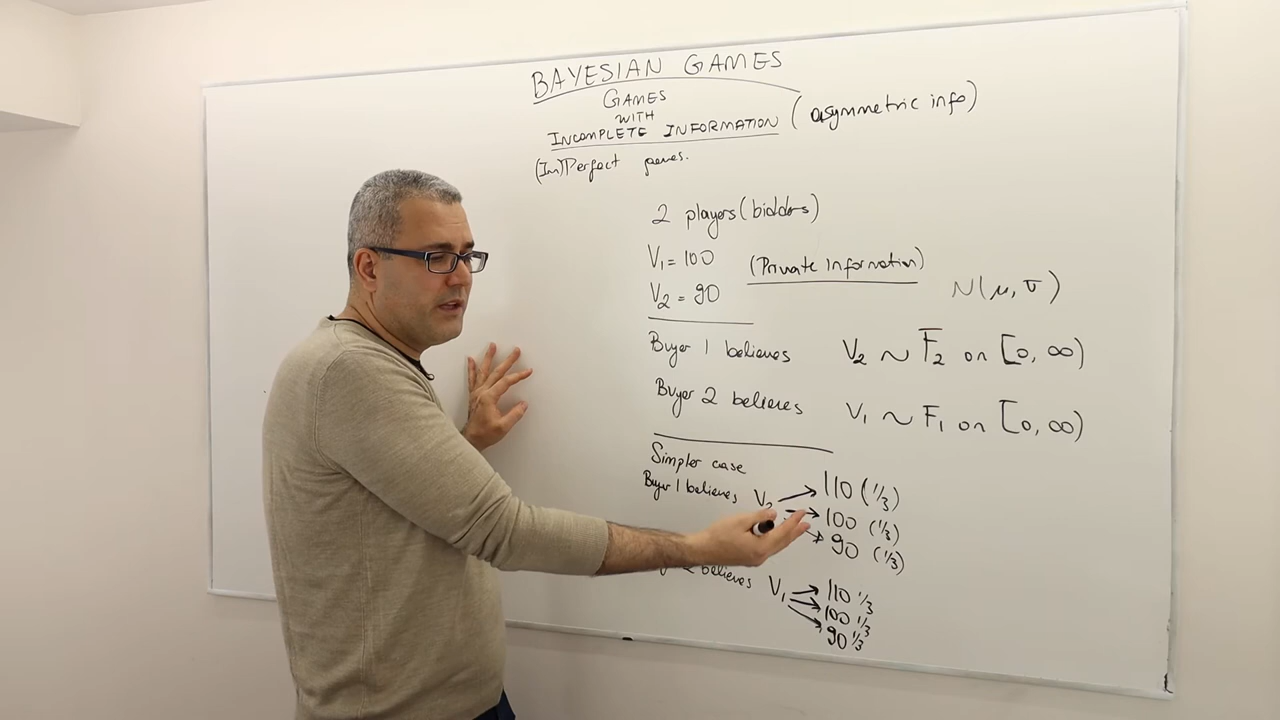 BAYESIAN GAMES
GAMES
WITH
INCOMPLETE INFORMATION (asymmetric info)
(Im)Perfect games.
2 players (bidders)
V₁ = 100
(Private Information)
V₂ = 90
N(μ, σ)
Buyer 1 believes V₂ ~ F₂ on [0, ∞)
Buyer 2 believes V₁ ~ F₁ on [0, ∞)
Simpler case
Buyer 1 believes V₂ → 110 (1/3)
→ 100 (1/3)
→ 90 (1/3)
2 believes V₁ → 110 1/3
→ 100 1/3
→ 90 1/3